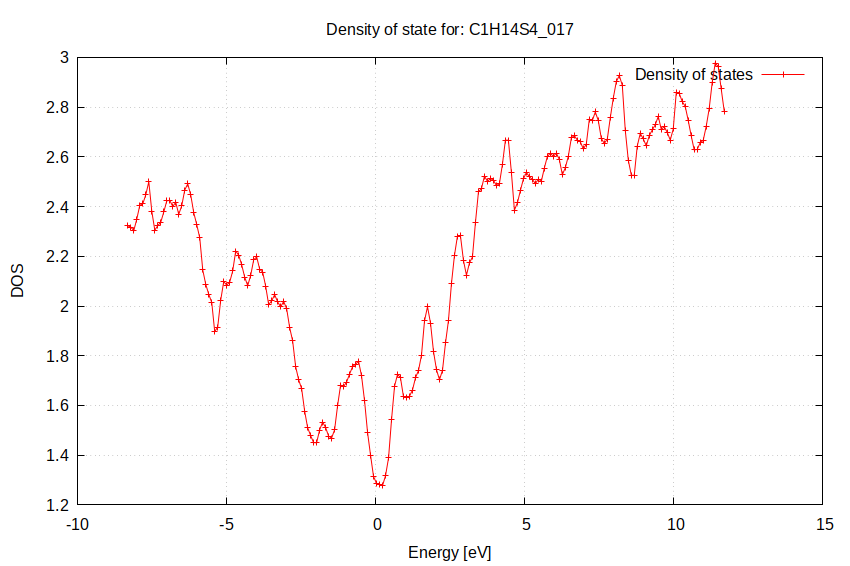 Density of state for: C1H14S4_017
Density of states
3
2.8
2.6
2.4
2.2
2
1.8
1.6
1.4
1.2
DOS
-10 -5 0 5 10 15
Energy [eV]